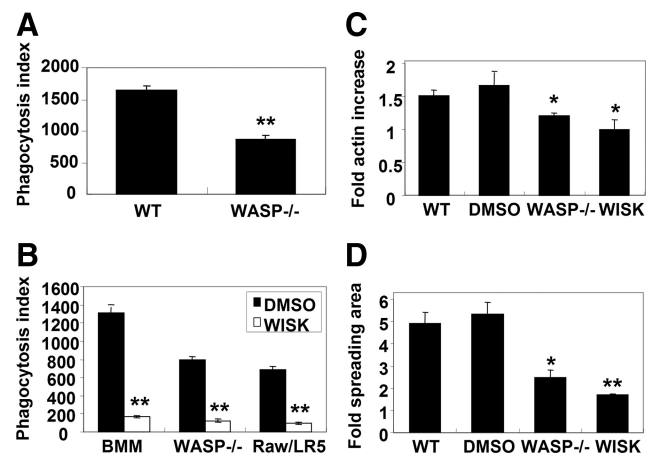 A
Phagocytosis index
2000
1500
1000
500
0
**
WT WASP-/-
B
Phagocytosis index
1600
1400
1200
1000
800
600
400
200
0
DMSO
WISK
** ** **
BMM WASP-/- Raw/LR5
C
Fold actin increase
2
1.5
1
0.5
0
* *
WT DMSO WASP-/- WISK
D
Fold spreading area
6
5
4
3
2
1
0
* **
WT DMSO WASP-/- WISK